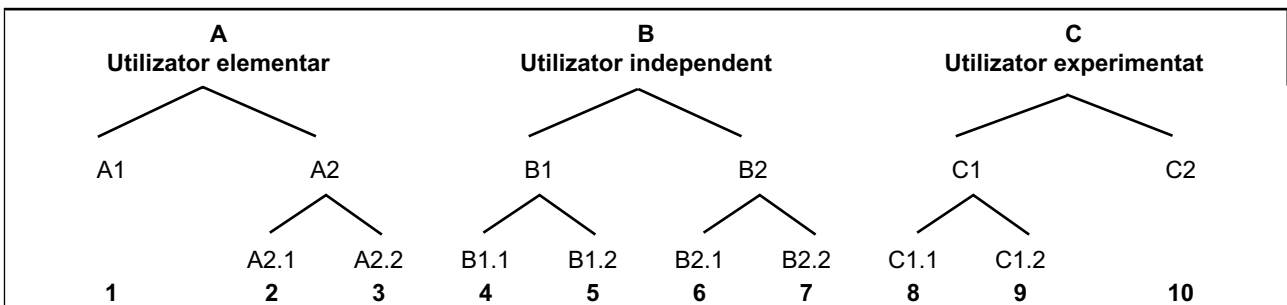 A B C
Utilizator elementar Utilizator independent Utilizator experimentat
A1 A2 B1 B2 C1 C2
A2.1 A2.2 B1.1 B1.2 B2.1 B2.2 C1.1 C1.2
1 2 3 4 5 6 7 8 9 10